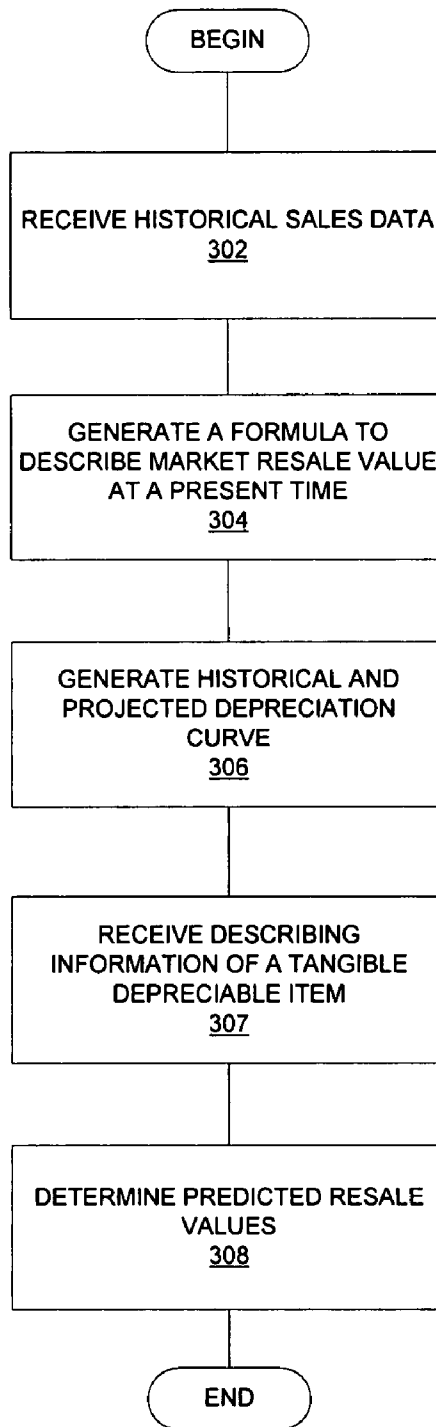 BEGIN
RECEIVE HISTORICAL SALES DATA
302
GENERATE A FORMULA TO
DESCRIBE MARKET RESALE VALUE
AT A PRESENT TIME
304
GENERATE HISTORICAL AND
PROJECTED DEPRECIATION
CURVE
306
RECEIVE DESCRIBING
INFORMATION OF A TANGIBLE
DEPRECIABLE ITEM
307
DETERMINE PREDICTED RESALE
VALUES
308
END